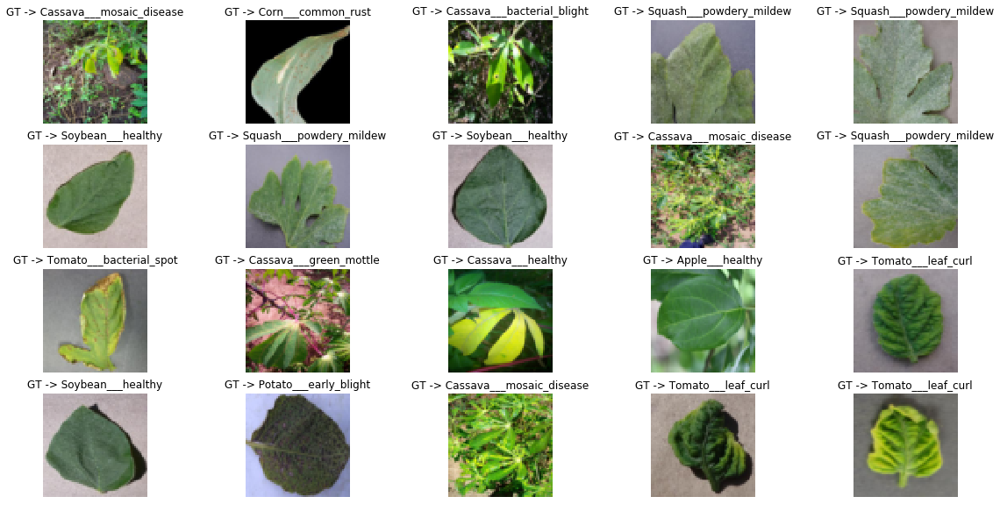 GT -> Cassava___mosaic_disease
GT -> Corn___common_rust
GT -> Cassava___bacterial_blight
GT -> Squash___powdery_mildew
GT -> Squash___powdery_mildew
GT -> Soybean___healthy
GT -> Squash___powdery_mildew
GT -> Soybean___healthy
GT -> Cassava___mosaic_disease
GT -> Squash___powdery_mildew
GT -> Tomato___bacterial_spot
GT -> Cassava___green_mottle
GT -> Cassava___healthy
GT -> Apple___healthy
GT -> Tomato___leaf_curl
GT -> Soybean___healthy
GT -> Potato___early_blight
GT -> Cassava___mosaic_disease
GT -> Tomato___leaf_curl
GT -> Tomato___leaf_curl